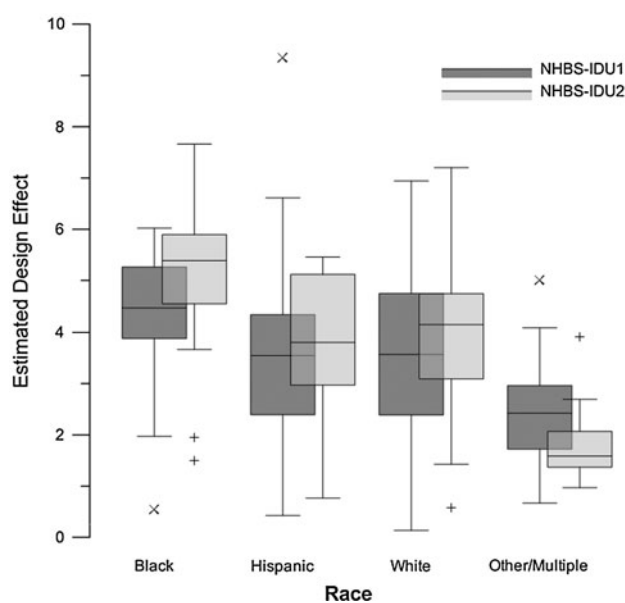 10
8
6
4
2
0
Estimated Design Effect
NHBS-IDU1
NHBS-IDU2
Black
Hispanic
White
Other/Multiple
Race